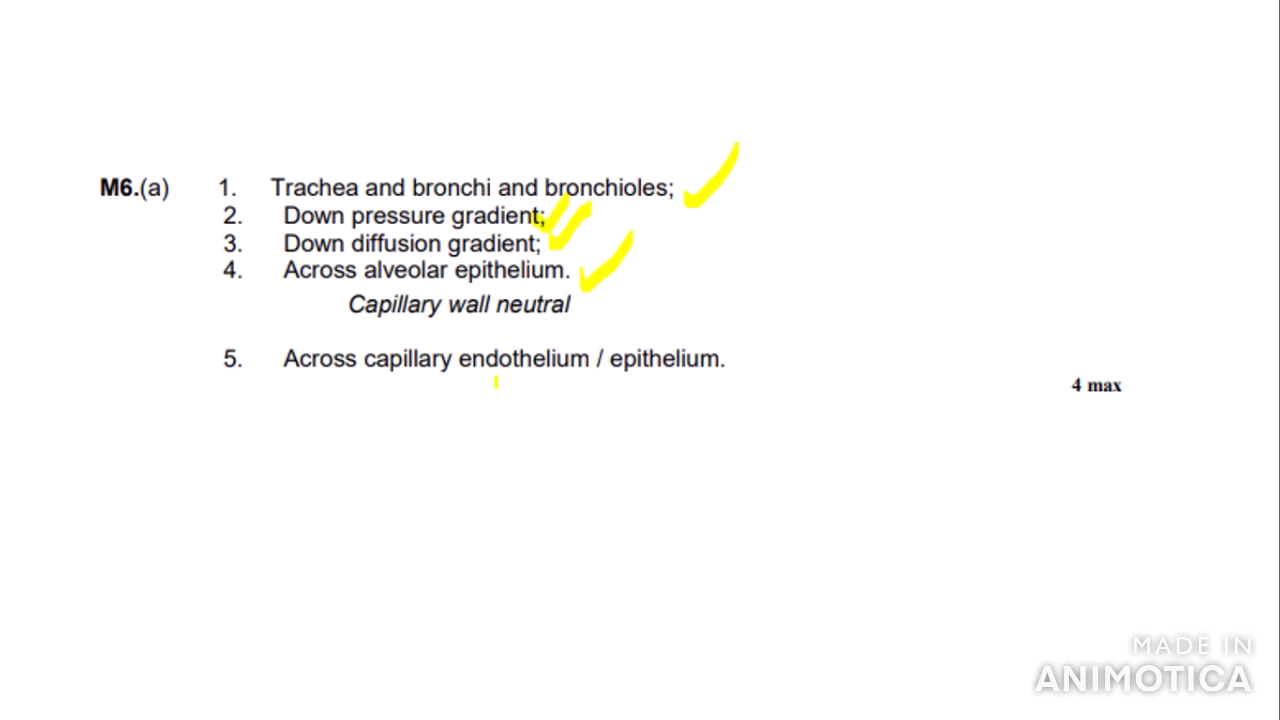 M6.(a) 1. Trachea and bronchi and bronchioles;
2. Down pressure gradient;
3. Down diffusion gradient;
4. Across alveolar epithelium.
Capillary wall neutral
5. Across capillary endothelium / epithelium.
4 max
MADE IN
ANIMOTICA